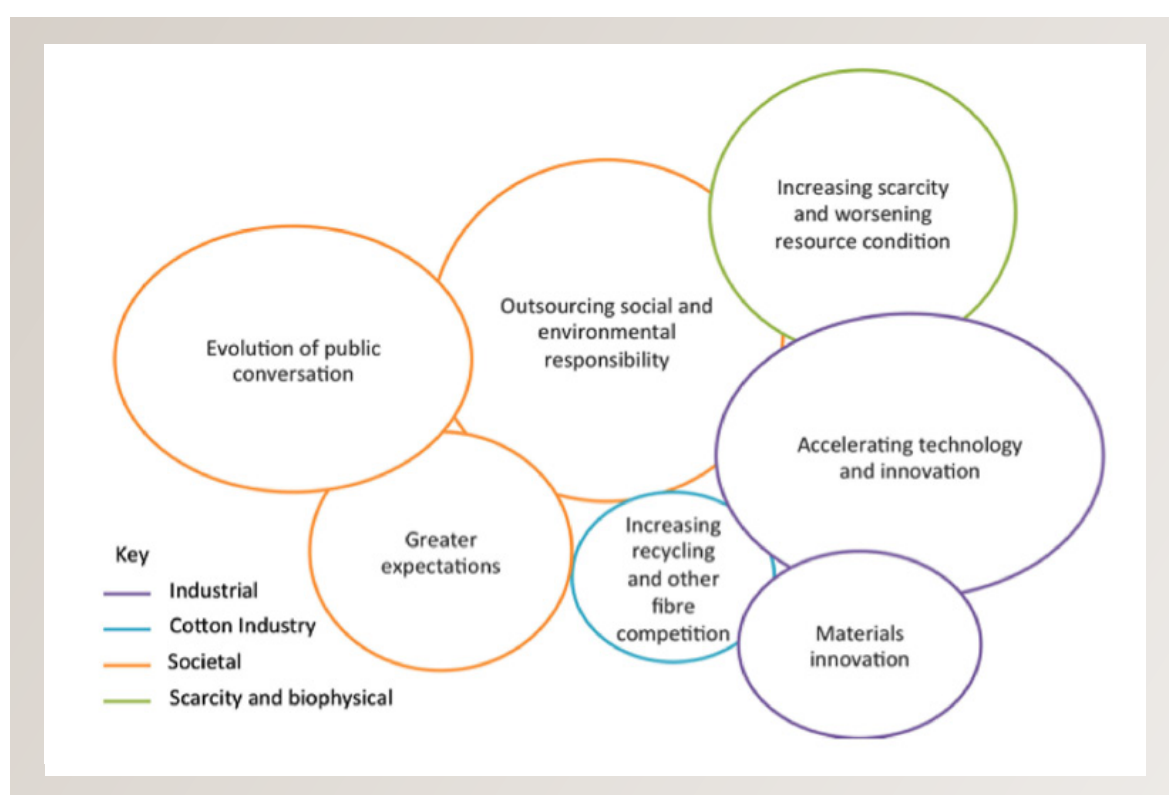 Increasing scarcity
and worsening
resource condition
Outsourcing social and
environmental
responsibility
Evolution of public
conversation
Accelerating technology
and innovation
Greater
expectations
Increasing
recycling
and other
fibre
competition
Materials
innovation
Key
Industrial
Cotton Industry
Societal
Scarcity and biophysical